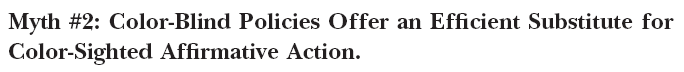 Myth #2: Color-Blind Policies Offer an Efficient Substitute for
Color-Sighted Affirmative Action.